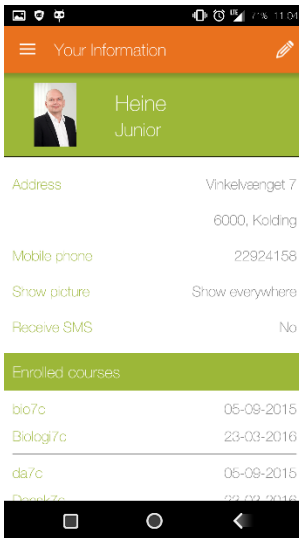 71% 11:04
Your Information
Heine
Junior
Address Vinkelvænget 7
6000, Kolding
Mobile phone 22924158
Show picture Show everywhere
Receive SMS No
Enrolled courses
bio7c 05-09-2015
Biologi7c 23-03-2016
da7c 05-09-2015